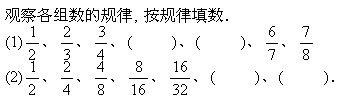 观察各组数的规律，按规律填数．
(1) 1/2、2/3、3/4、(　　)、(　　)、6/7、7/8
(2) 1/2、2/4、4/8、8/16、16/32、(　　)、(　　)．